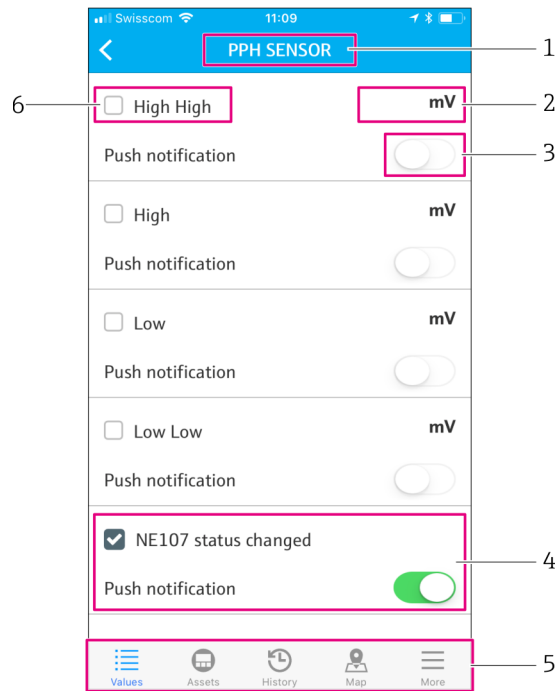 Swisscom 11:09
PPH SENSOR 1
6 High High mV 2
Push notification 3
High mV
Push notification
Low mV
Push notification
Low Low mV
Push notification
NE107 status changed
4
Push notification
Values Assets History Map More 5